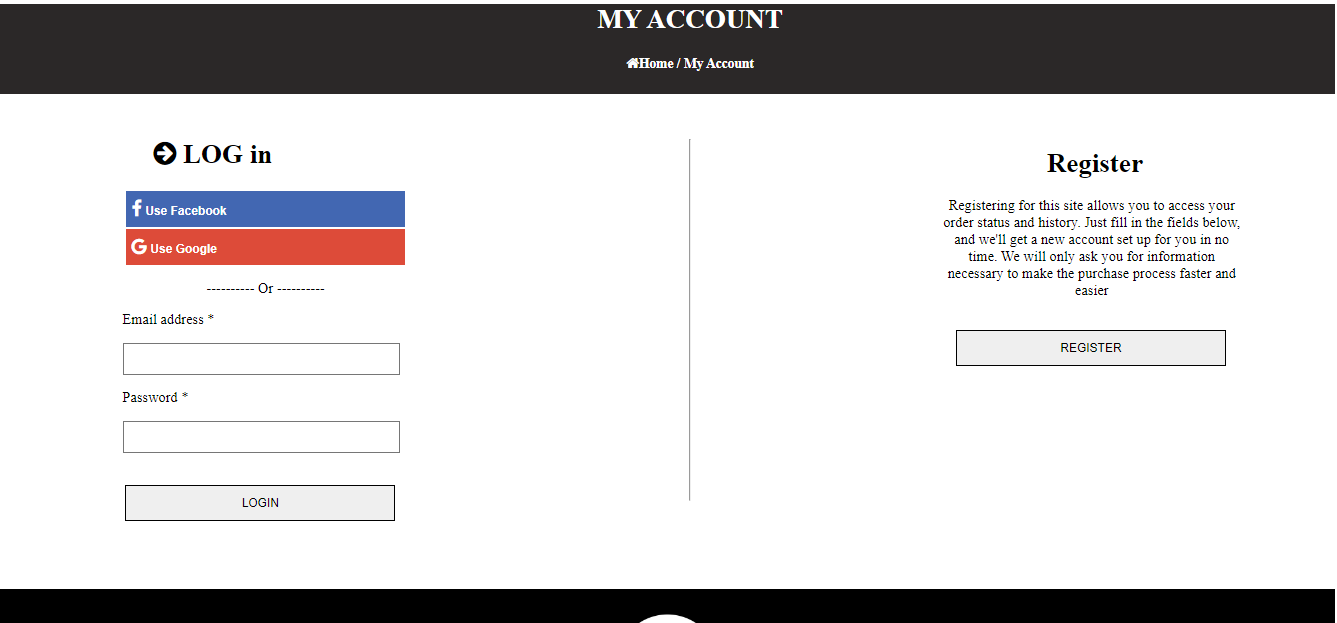 MY ACCOUNT
Home / My Account
LOG in
Use Facebook
Use Google
---------- Or ----------
Email address *
Password *
LOGIN
Register
Registering for this site allows you to access your
order status and history. Just fill in the fields below,
and we'll get a new account set up for you in no
time. We will only ask you for information
necessary to make the purchase process faster and
easier
REGISTER